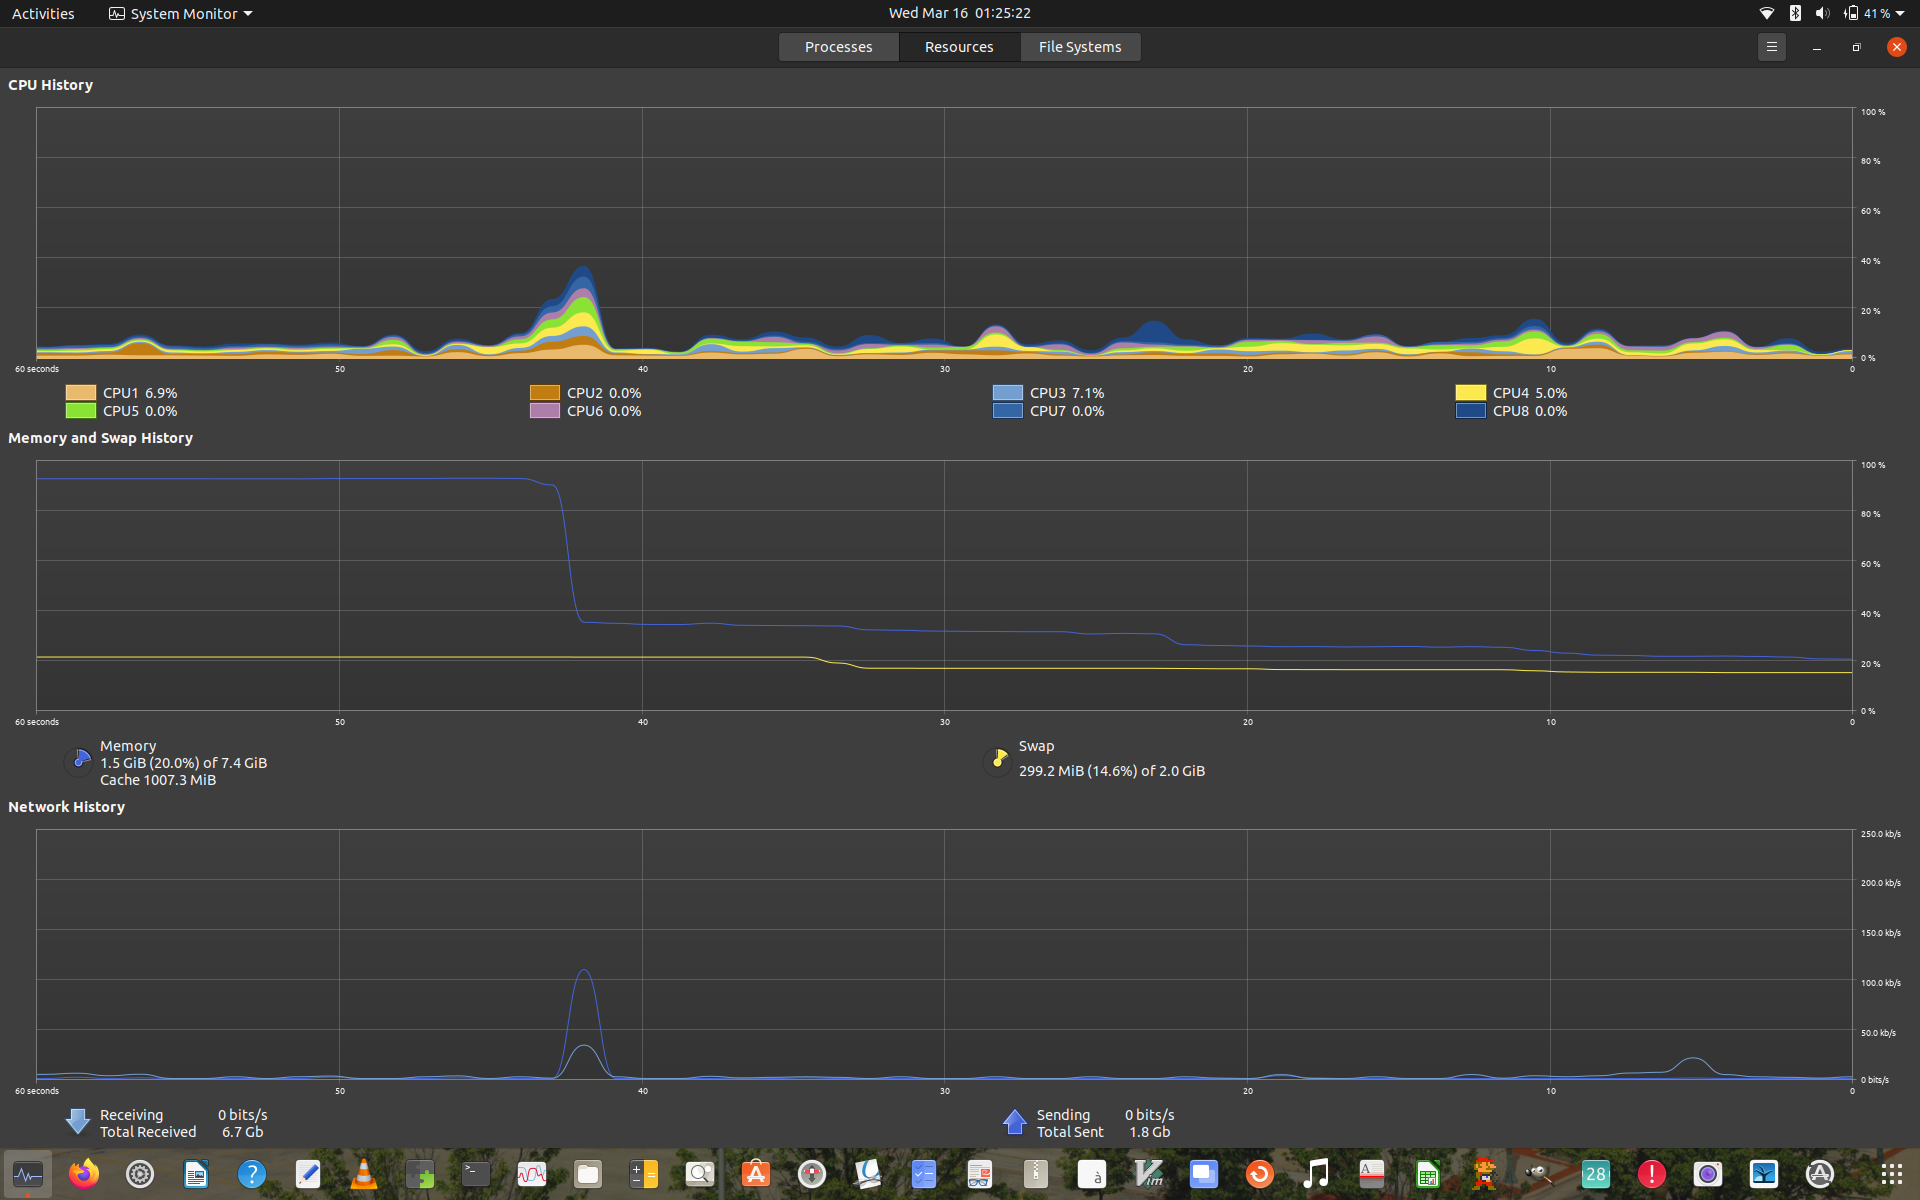 Activities System Monitor Wed Mar 16 01:25:22 41 %
Processes Resources File Systems
CPU History
100 %
80 %
60 %
40 %
20 %
0 %
60 seconds 50 40 30 20 10 0
CPU1 6.9% CPU2 0.0% CPU3 7.1% CPU4 5.0%
CPU5 0.0% CPU6 0.0% CPU7 0.0% CPU8 0.0%
Memory and Swap History
100 %
80 %
60 %
40 %
20 %
0 %
60 seconds 50 40 30 20 10 0
Memory Swap
1.5 GiB (20.0%) of 7.4 GiB 299.2 MiB (14.6%) of 2.0 GiB
Cache 1007.3 MiB
Network History
250.0 kb/s
200.0 kb/s
150.0 kb/s
100.0 kb/s
50.0 kb/s
0 bits/s
60 seconds 50 40 30 20 10 0
Receiving 0 bits/s Sending 0 bits/s
Total Received 6.7 Gb Total Sent 1.8 Gb
? >_ A à Vim A 28 !